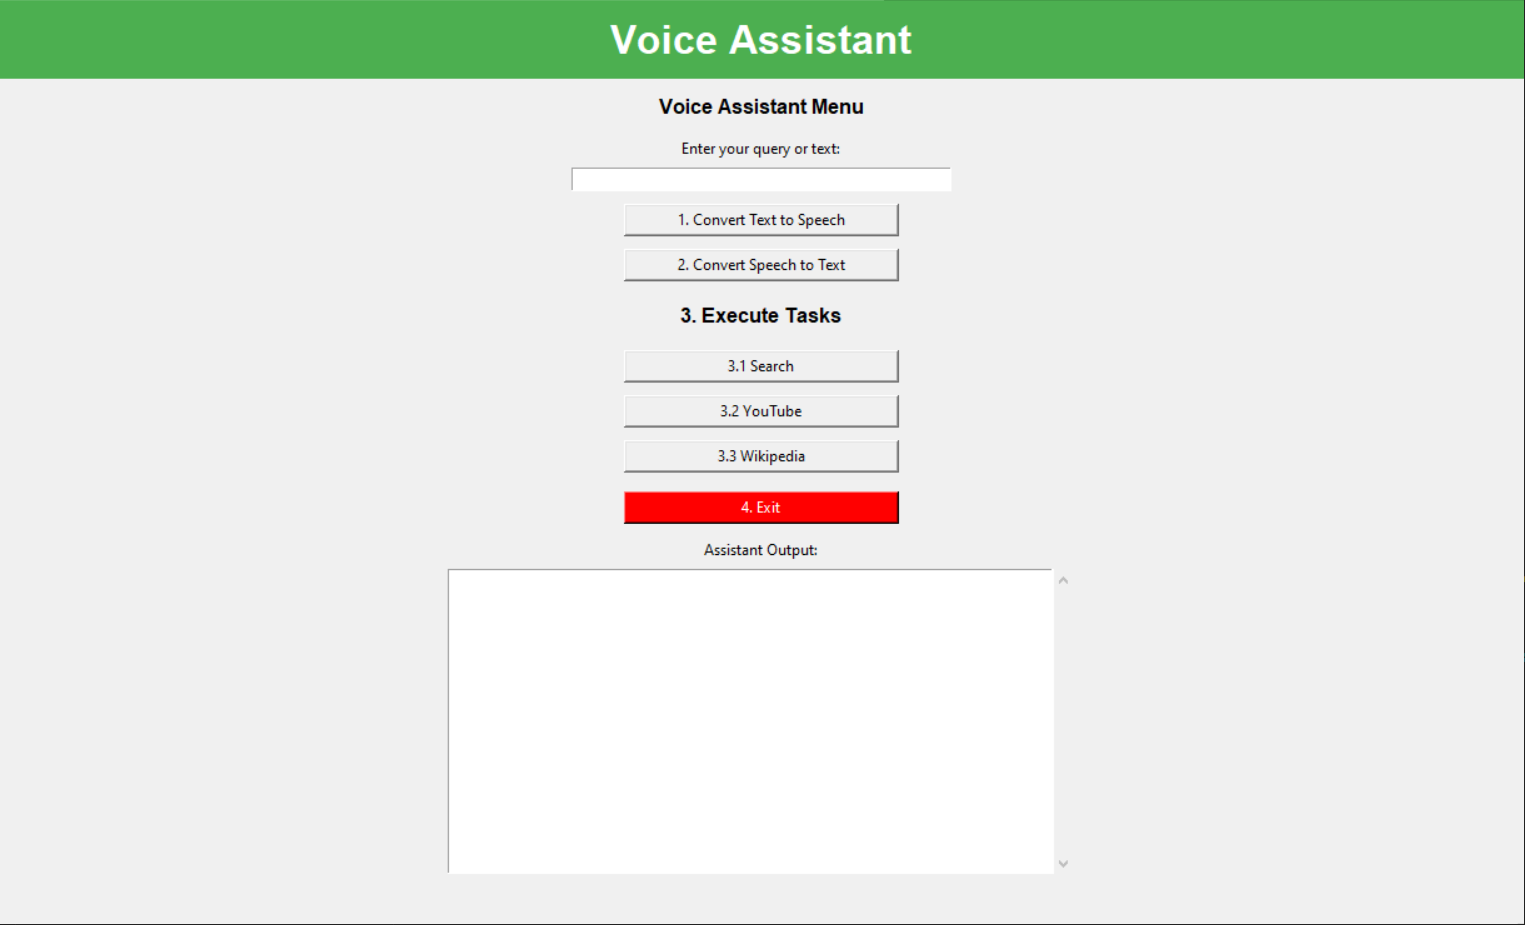 Voice Assistant
Voice Assistant Menu
Enter your query or text:
1. Convert Text to Speech
2. Convert Speech to Text
3. Execute Tasks
3.1 Search
3.2 YouTube
3.3 Wikipedia
4. Exit
Assistant Output: